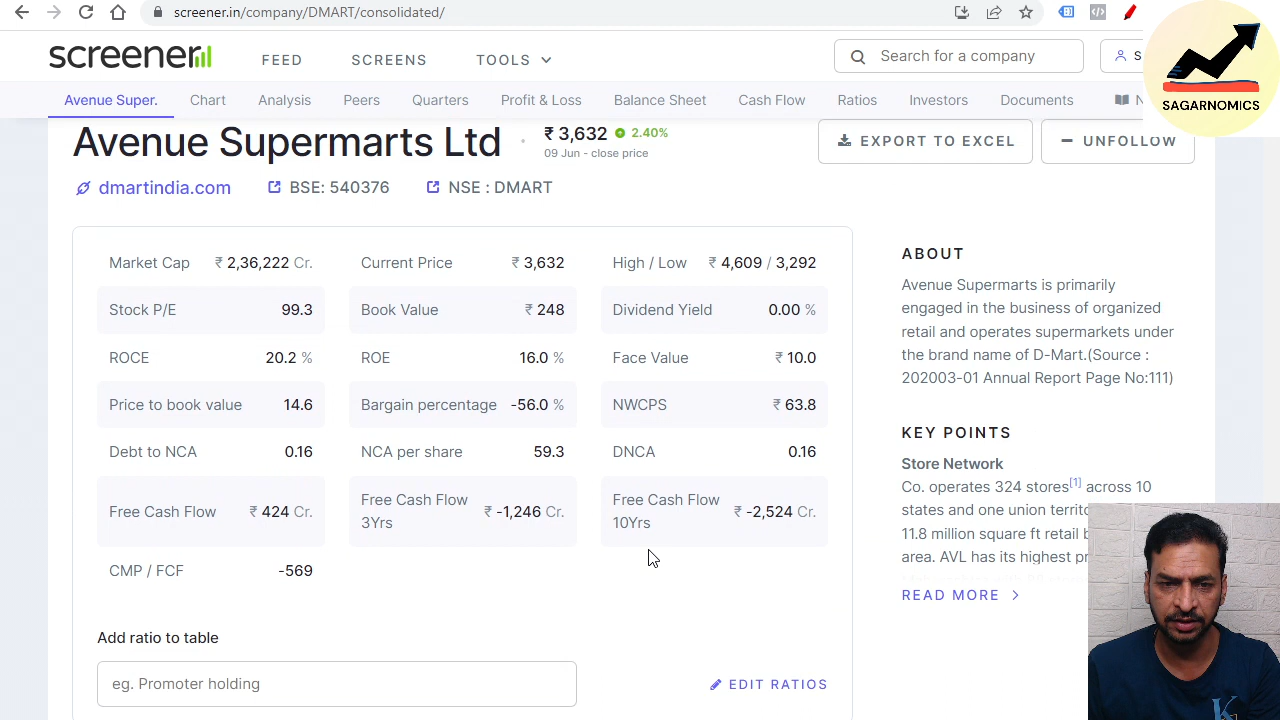 screener.in/company/DMART/consolidated/
screener
FEED
SCREENS
TOOLS
Search for a company
S
SAGARNOMICS
Avenue Super.
Chart
Analysis
Peers
Quarters
Profit & Loss
Balance Sheet
Cash Flow
Ratios
Investors
Documents
N
Avenue Supermarts Ltd
₹ 3,632 2.40%
09 Jun - close price
EXPORT TO EXCEL
UNFOLLOW
dmartindia.com
BSE: 540376
NSE : DMART
Market Cap ₹ 2,36,222 Cr.
Current Price ₹ 3,632
High / Low ₹ 4,609 / 3,292
Stock P/E 99.3
Book Value ₹ 248
Dividend Yield 0.00 %
ROCE 20.2 %
ROE 16.0 %
Face Value ₹ 10.0
Price to book value 14.6
Bargain percentage -56.0 %
NWCPS ₹ 63.8
Debt to NCA 0.16
NCA per share 59.3
DNCA 0.16
Free Cash Flow ₹ 424 Cr.
Free Cash Flow
3Yrs ₹ -1,246 Cr.
Free Cash Flow
10Yrs ₹ -2,524 Cr.
CMP / FCF -569
Add ratio to table
eg. Promoter holding
EDIT RATIOS
ABOUT
Avenue Supermarts is primarily
engaged in the business of organized
retail and operates supermarkets under
the brand name of D-Mart.(Source :
202003-01 Annual Report Page No:111)
KEY POINTS
Store Network
Co. operates 324 stores[1] across 10
states and one union territo
11.8 million square ft retail b
area. AVL has its highest pr
READ MORE